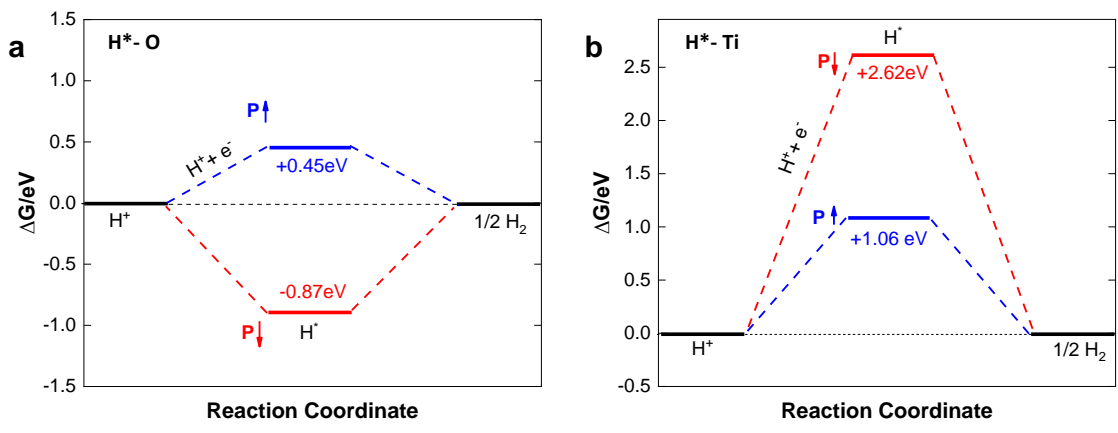 a
H*- O
1.5
1.0
0.5
0.0
-0.5
-1.0
-1.5
ΔG/eV
P
H⁺+ e⁻
+0.45eV
H⁺
1/2 H₂
-0.87eV
P
H*
Reaction Coordinate
b
H*- Ti
2.5
2.0
1.5
1.0
0.5
0.0
-0.5
ΔG/eV
H*
P
+2.62eV
H⁺+ e⁻
P
+1.06 eV
H⁺
1/2 H₂
Reaction Coordinate